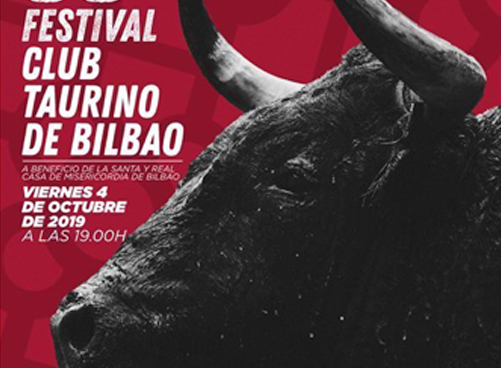 FESTIVAL
CLUB
TAURINO
DE BILBAO
A BENEFICIO DE LA SANTA Y REAL
CASA DE MISERICORDIA DE BILBAO
VIERNES 4
DE OCTUBRE
DE 2019
A LAS 19.00H